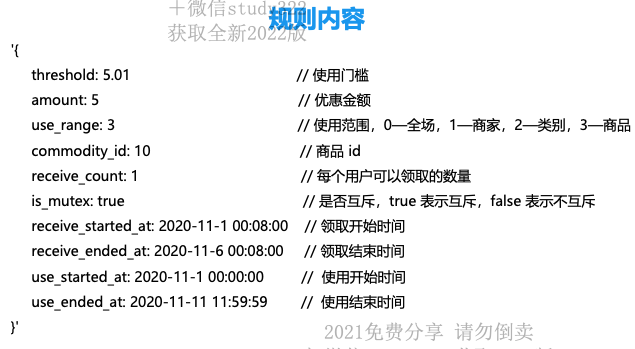 ＋微信study322
规则内容
获取全新2022版
'{
threshold: 5.01 // 使用门槛
amount: 5 // 优惠金额
use_range: 3 // 使用范围，0—全场，1—商家，2—类别，3—商品
commodity_id: 10 // 商品 id
receive_count: 1 // 每个用户可以领取的数量
is_mutex: true // 是否互斥，true 表示互斥，false 表示不互斥
receive_started_at: 2020-11-1 00:08:00 // 领取开始时间
receive_ended_at: 2020-11-6 00:08:00 // 领取结束时间
use_started_at: 2020-11-1 00:00:00 // 使用开始时间
use_ended_at: 2020-11-11 11:59:59 // 使用结束时间
}'
2021免费分享 请勿倒卖